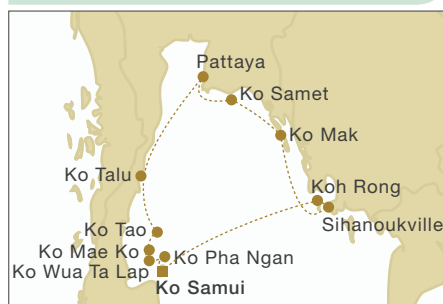 Pattaya
Ko Samet
Ko Mak
Ko Talu
Koh Rong
Sihanoukville
Ko Tao
Ko Mae Ko
Ko Pha Ngan
Ko Wua Ta Lap
Ko Samui